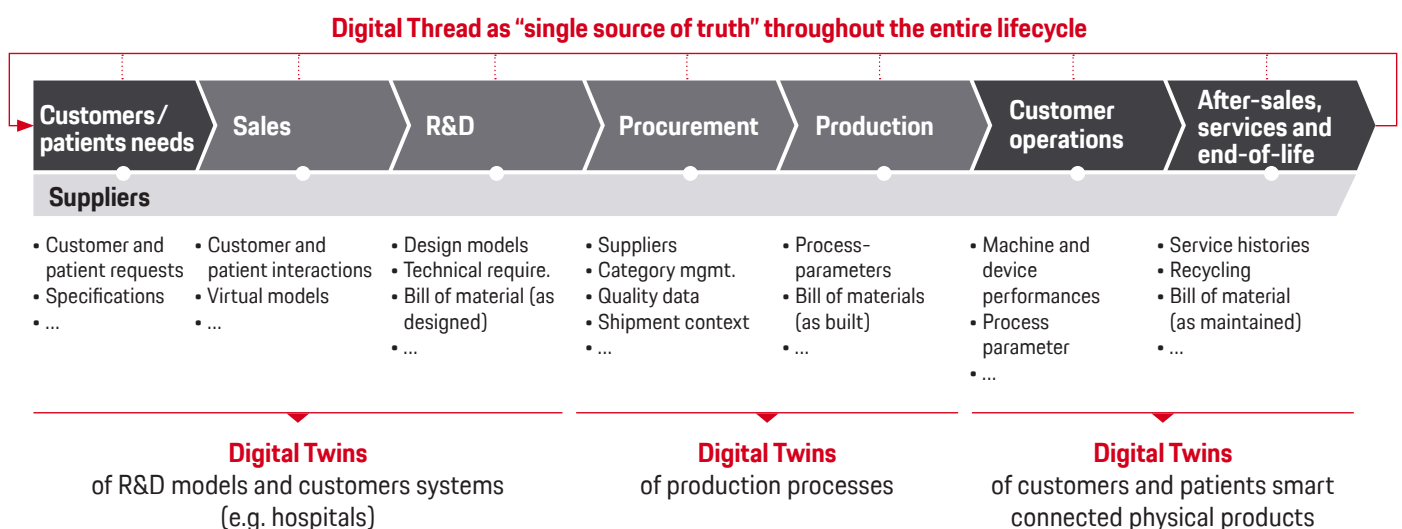 Digital Thread as “single source of truth” throughout the entire lifecycle
Customers/
patients needs
Sales
R&D
Procurement
Production
Customer
operations
After-sales,
services and
end-of-life
Suppliers
• Customer and
patient requests
• Specifications
• ...
• Customer and
patient interactions
• Virtual models
• ...
• Design models
• Technical require.
• Bill of material (as
designed)
• ...
• Suppliers
• Category mgmt.
• Quality data
• Shipment context
• ...
• Process-
parameters
• Bill of materials
(as built)
• ...
• Machine and
device
performances
• Process
parameter
• ...
• Service histories
• Recycling
• Bill of material
(as maintained)
• ...
Digital Twins
of R&D models and customers systems
(e.g. hospitals)
Digital Twins
of production processes
Digital Twins
of customers and patients smart
connected physical products